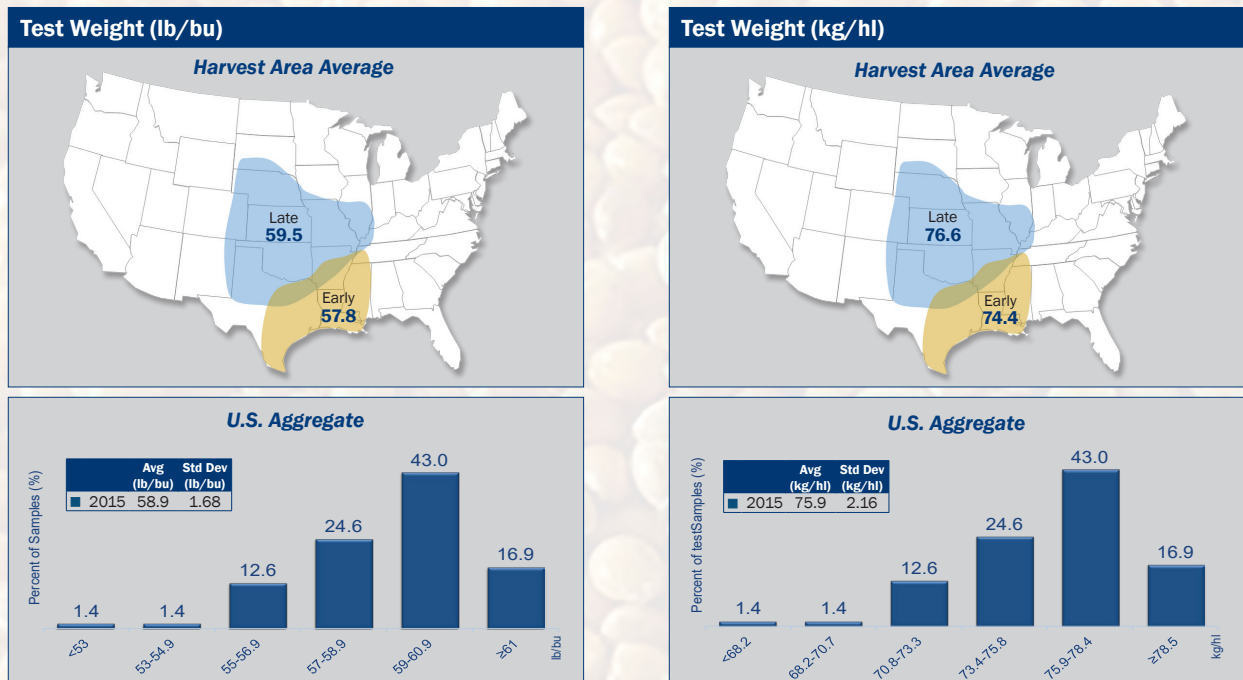 Test Weight (lb/bu)
Harvest Area Average
Late
59.5
Early
57.8
U.S. Aggregate
Percent of Samples (%)
Avg Std Dev
(lb/bu) (lb/bu)
2015 58.9 1.68
1.4 1.4 12.6 24.6 43.0 16.9
<53 53-54.9 55-56.9 57-58.9 59-60.9 ≥61
lb/bu
Test Weight (kg/hl)
Harvest Area Average
Late
76.6
Early
74.4
U.S. Aggregate
Percent of testSamples (%)
Avg Std Dev
(kg/hl) (kg/hl)
2015 75.9 2.16
1.4 1.4 12.6 24.6 43.0 16.9
<68.2 68.2-70.7 70.8-73.3 73.4-75.8 75.9-78.4 ≥78.5
kg/hl